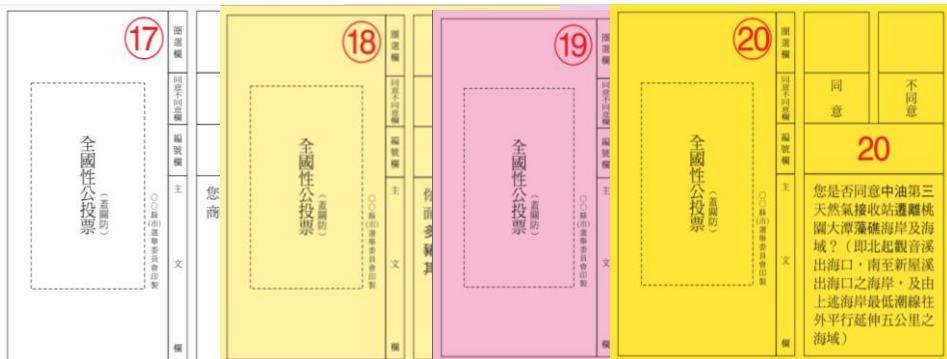 17
圈選欄
同意不同意欄
編號欄
主文欄
全國性公投票
（蓋關防）
○○縣(市)選舉委員會印製
您
商
18
圈選欄
同意不同意欄
編號欄
主文欄
全國性公投票
（蓋關防）
○○縣(市)選舉委員會印製
你
面
多
豬
其
19
圈選欄
同意不同意欄
編號欄
主文欄
全國性公投票
（蓋關防）
○○縣(市)選舉委員會印製
20
圈選欄
同意不同意欄
編號欄
主文欄
全國性公投票
（蓋關防）
○○縣(市)選舉委員會印製
同意
不同意
20
您是否同意中油第三
天然氣接收站遷離桃
園大潭藻礁海岸及海
域？（即北起觀音溪
出海口，南至新屋溪
出海口之海岸，及由
上述海岸最低潮線往
外平行延伸五公里之
海域）